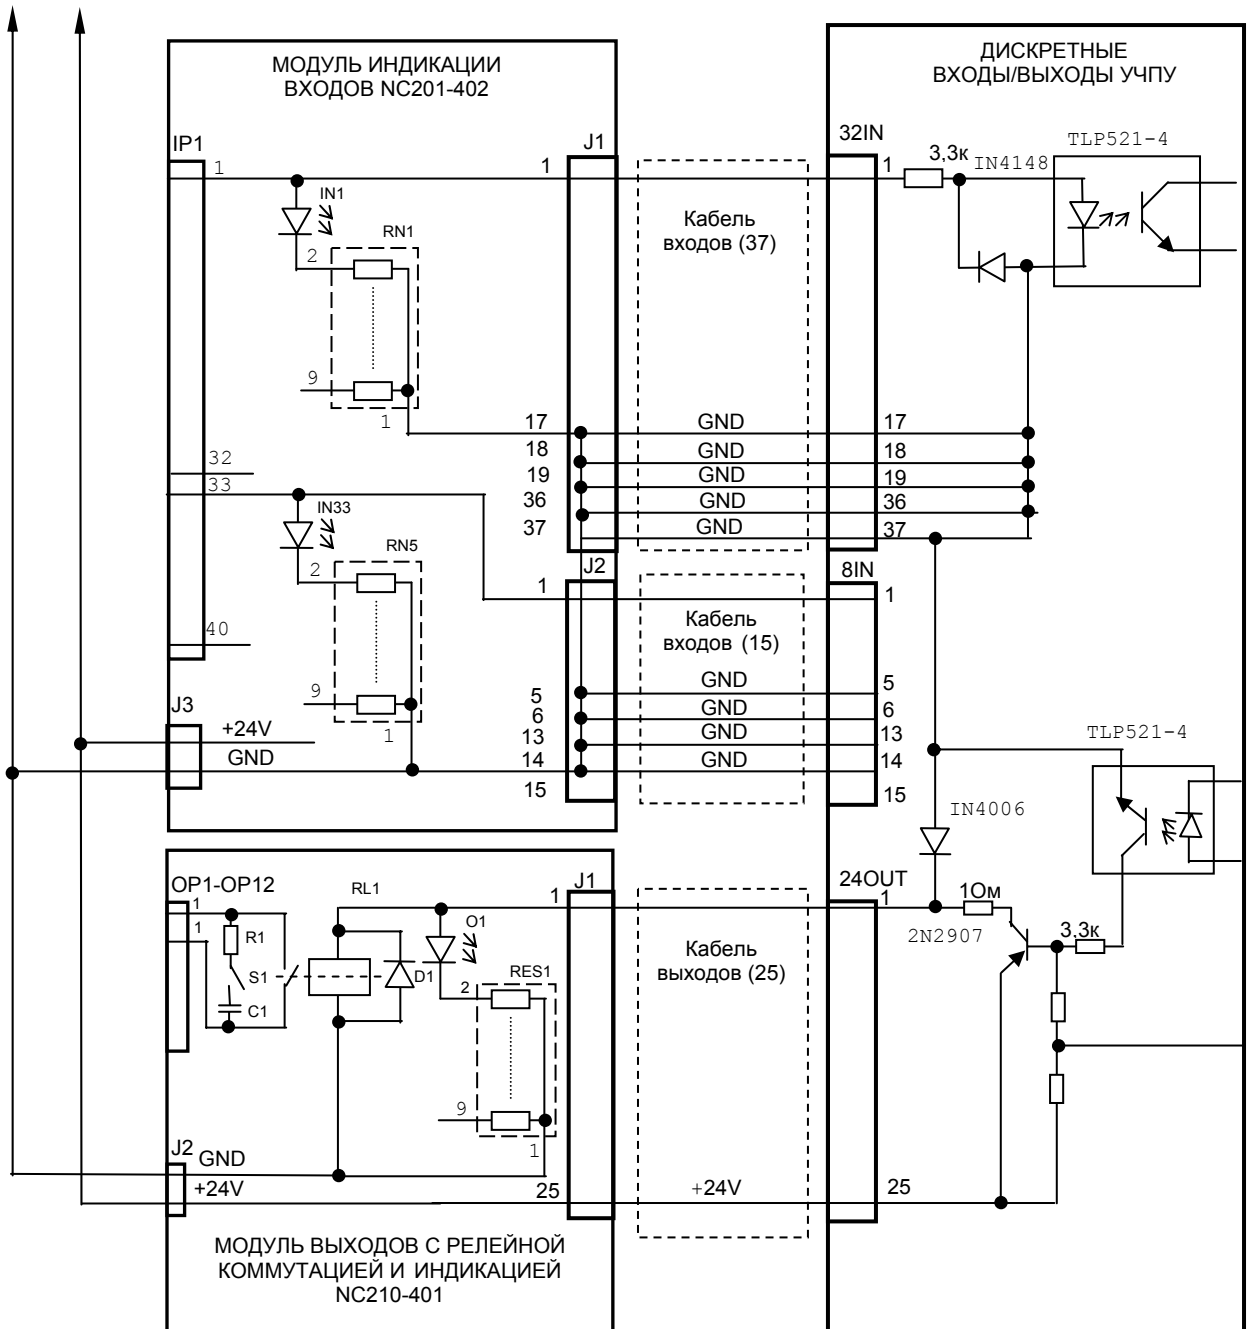 МОДУЛЬ ИНДИКАЦИИ
ВХОДОВ NC201-402
ДИСКРЕТНЫЕ
ВХОДЫ/ВЫХОДЫ УЧПУ
IP1
1
IN1
RN1
2
9
1
32
33
IN33
RN5
2
9
1
40
J3
+24V
GND
J1
1
17
18
19
36
37
J2
1
5
6
13
14
15
Кабель
входов (37)
GND
GND
GND
GND
GND
Кабель
входов (15)
GND
GND
GND
GND
32IN
1
3,3к
IN4148
TLP521-4
17
18
19
36
37
8IN
1
5
6
13
14
15
TLP521-4
IN4006
OP1-OP12
1
1
R1
S1
C1
RL1
D1
O1
RES1
2
9
1
J1
1
25
J2
GND
+24V
Кабель
выходов (25)
+24V
24OUT
1
1Ом
2N2907
3,3к
25
МОДУЛЬ ВЫХОДОВ С РЕЛЕЙНОЙ
КОММУТАЦИЕЙ И ИНДИКАЦИЕЙ
NC210-401